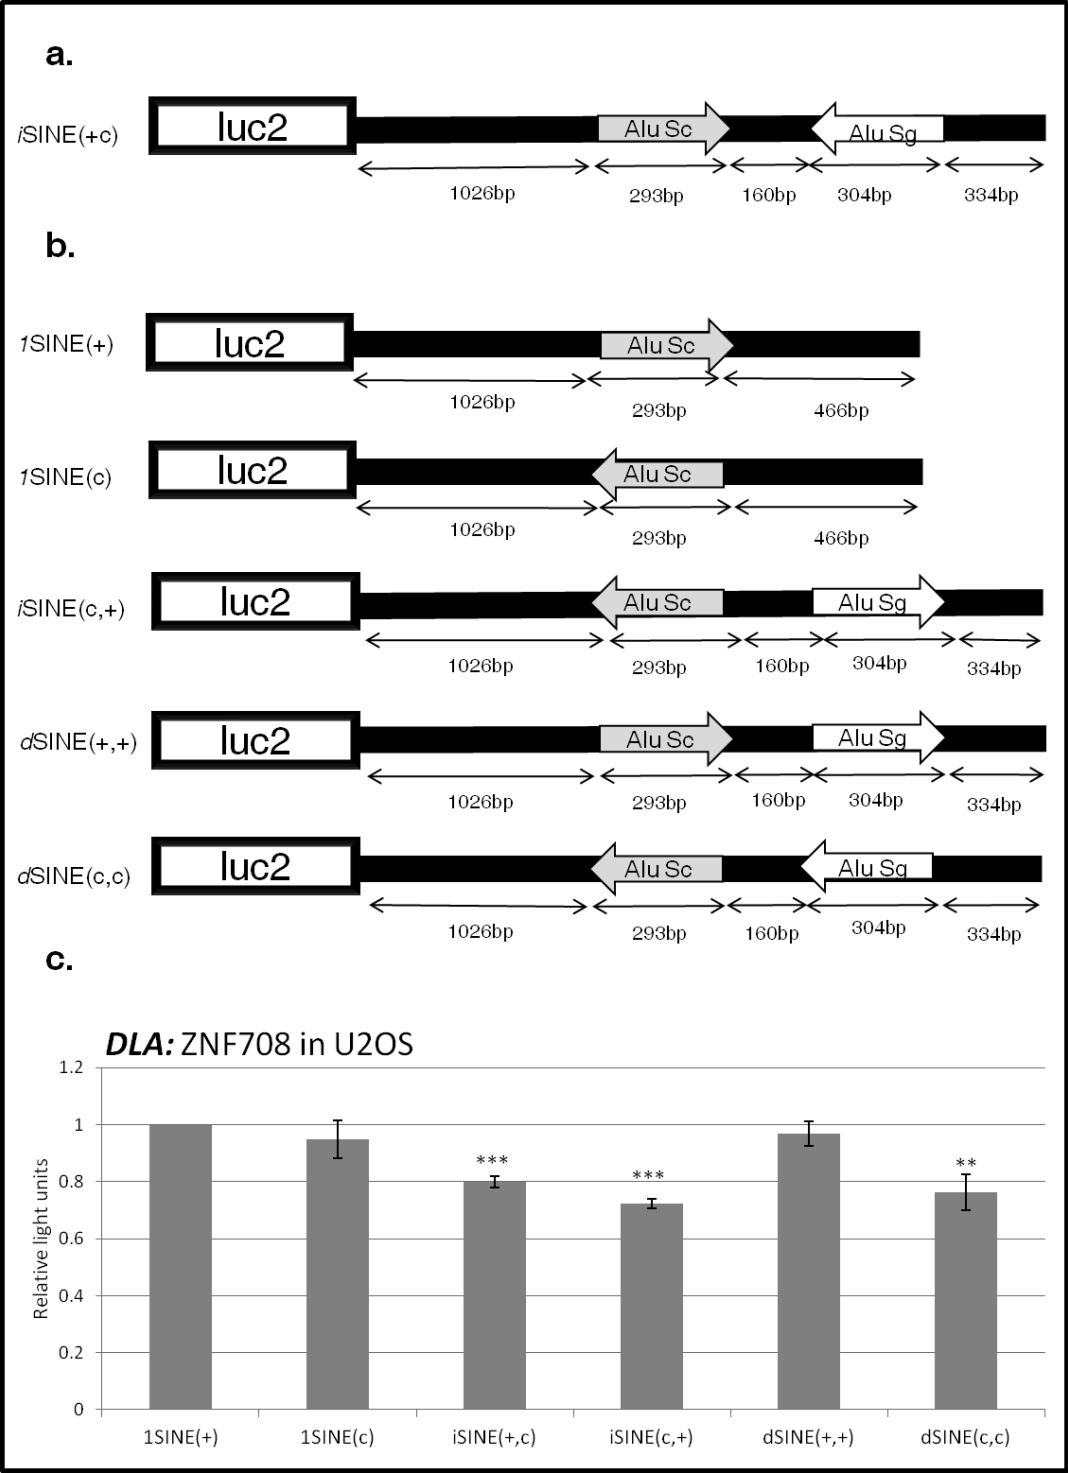 a.
iSINE(+c)
luc2
Alu Sc
Alu Sg
1026bp
293bp
160bp
304bp
334bp
b.
1SINE(+)
luc2
Alu Sc
1026bp
293bp
466bp
1SINE(c)
luc2
Alu Sc
1026bp
293bp
466bp
iSINE(c,+)
luc2
Alu Sc
Alu Sg
1026bp
293bp
160bp
304bp
334bp
dSINE(+,+)
luc2
Alu Sc
Alu Sg
1026bp
293bp
160bp
304bp
334bp
dSINE(c,c)
luc2
Alu Sc
Alu Sg
1026bp
293bp
160bp
304bp
334bp
c.
DLA: ZNF708 in U2OS
Relative light units
1.2
1
0.8
0.6
0.4
0.2
0
***
***
**
1SINE(+)
1SINE(c)
iSINE(+,c)
iSINE(c,+)
dSINE(+,+)
dSINE(c,c)